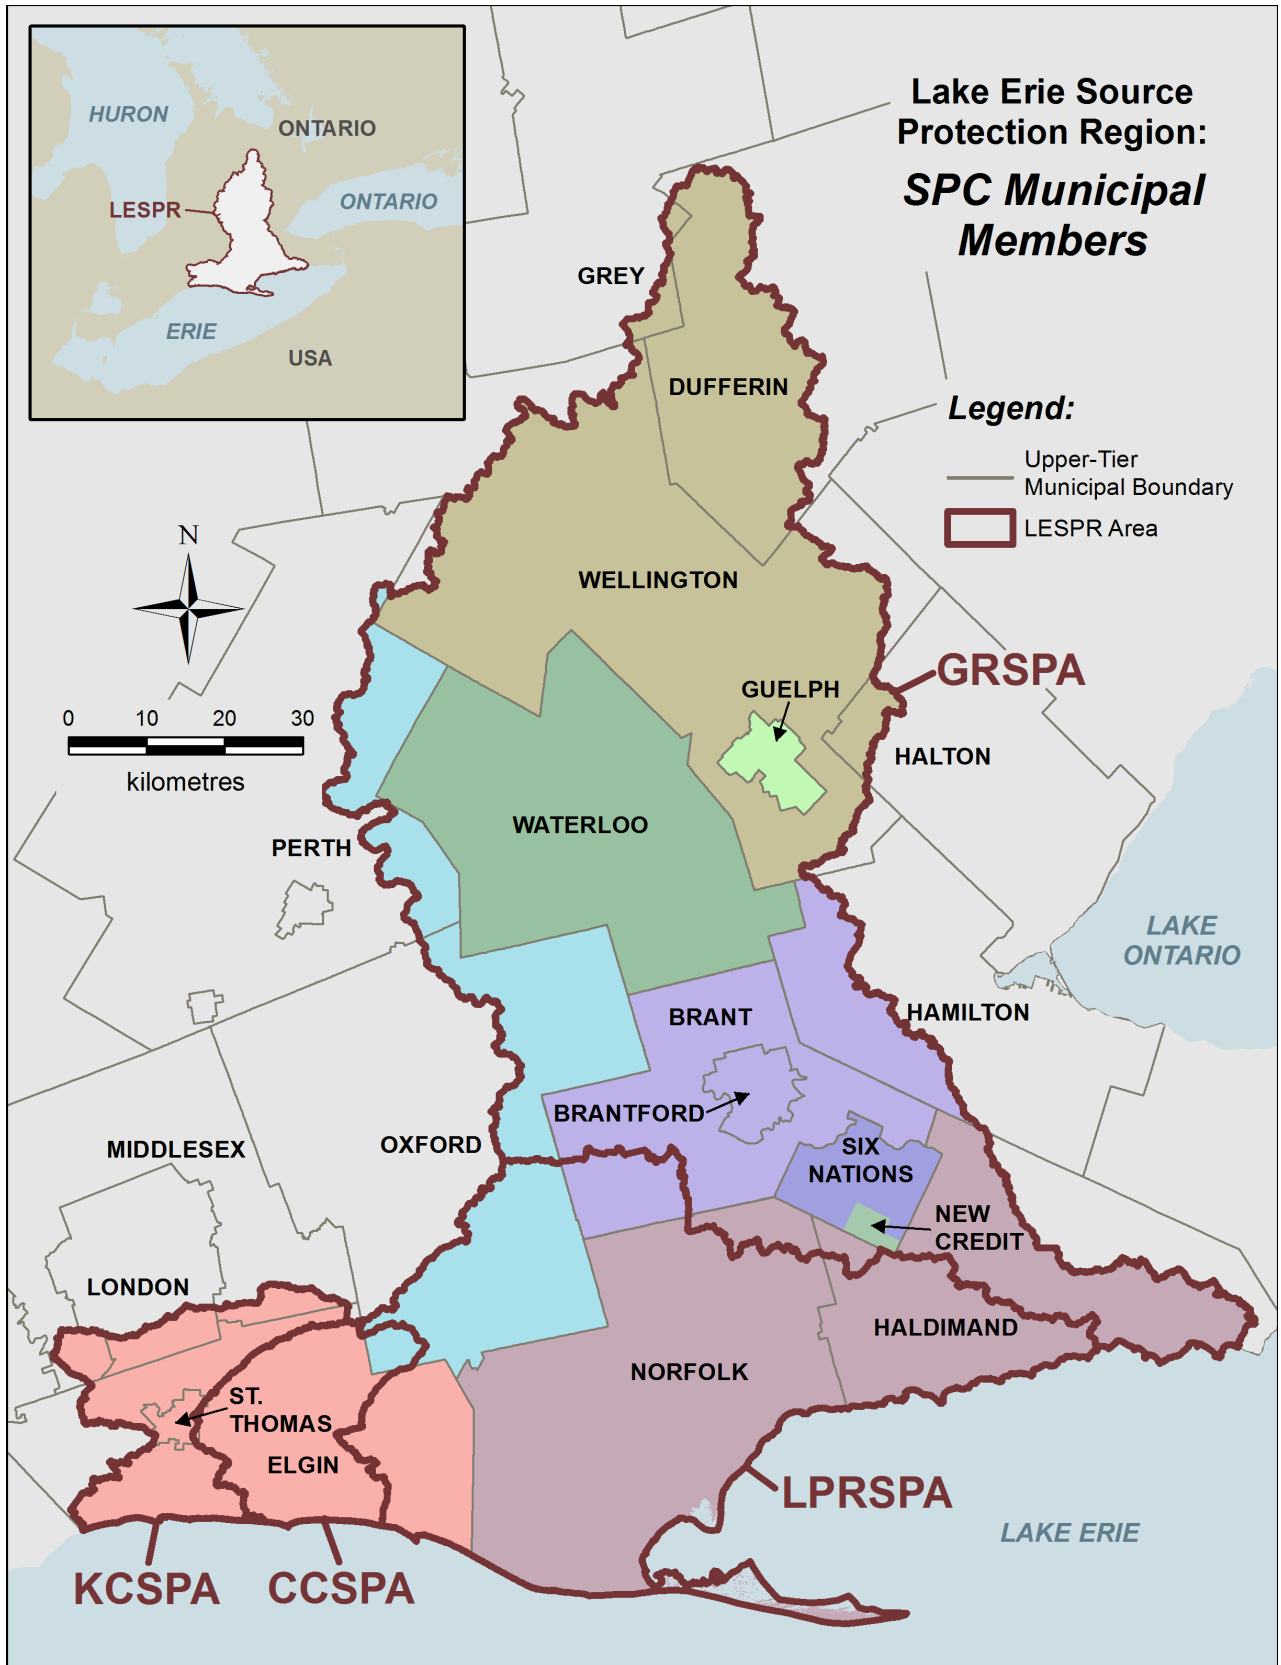 Lake Erie Source
Protection Region:
SPC Municipal
Members
HURON
ONTARIO
LESPR
ONTARIO
ERIE
USA
Legend:
Upper-Tier
Municipal Boundary
LESPR Area
N
0 10 20 30
kilometres
GREY
DUFFERIN
WELLINGTON
GRSPA
GUELPH
HALTON
WATERLOO
PERTH
LAKE
ONTARIO
HAMILTON
BRANT
BRANTFORD
OXFORD
MIDDLESEX
SIX
NATIONS
NEW
CREDIT
LONDON
HALDIMAND
NORFOLK
ST.
THOMAS
ELGIN
LPRSPA
LAKE ERIE
KCSPA
CCSPA